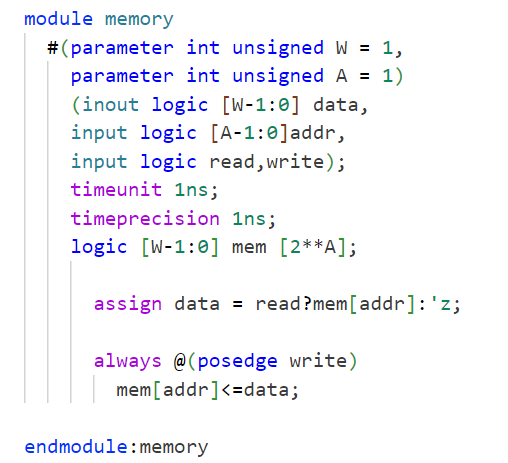 module memory
#(parameter int unsigned W = 1,
parameter int unsigned A = 1)
(inout logic [W-1:0] data,
input logic [A-1:0]addr,
input logic read,write);
timeunit 1ns;
timeprecision 1ns;
logic [W-1:0] mem [2**A];
assign data = read?mem[addr]:'z;
always @(posedge write)
mem[addr]<=data;
endmodule:memory